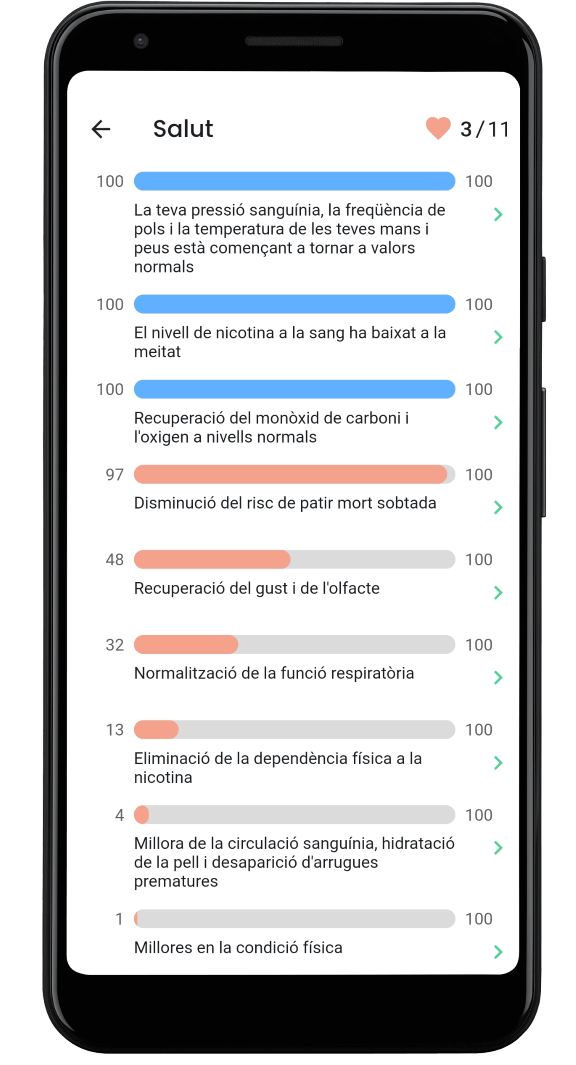 Salut 3/11
100 100
La teva pressió sanguínia, la freqüència de
pols i la temperatura de les teves mans i
peus està començant a tornar a valors
normals
100 100
El nivell de nicotina a la sang ha baixat a la
meitat
100 100
Recuperació del monòxid de carboni i
l'oxigen a nivells normals
97 100
Disminució del risc de patir mort sobtada
48 100
Recuperació del gust i de l'olfacte
32 100
Normalització de la funció respiratòria
13 100
Eliminació de la dependència física a la
nicotina
4 100
Millora de la circulació sanguínia, hidratació
de la pell i desaparició d'arrugues
prematures
1 100
Millores en la condició física